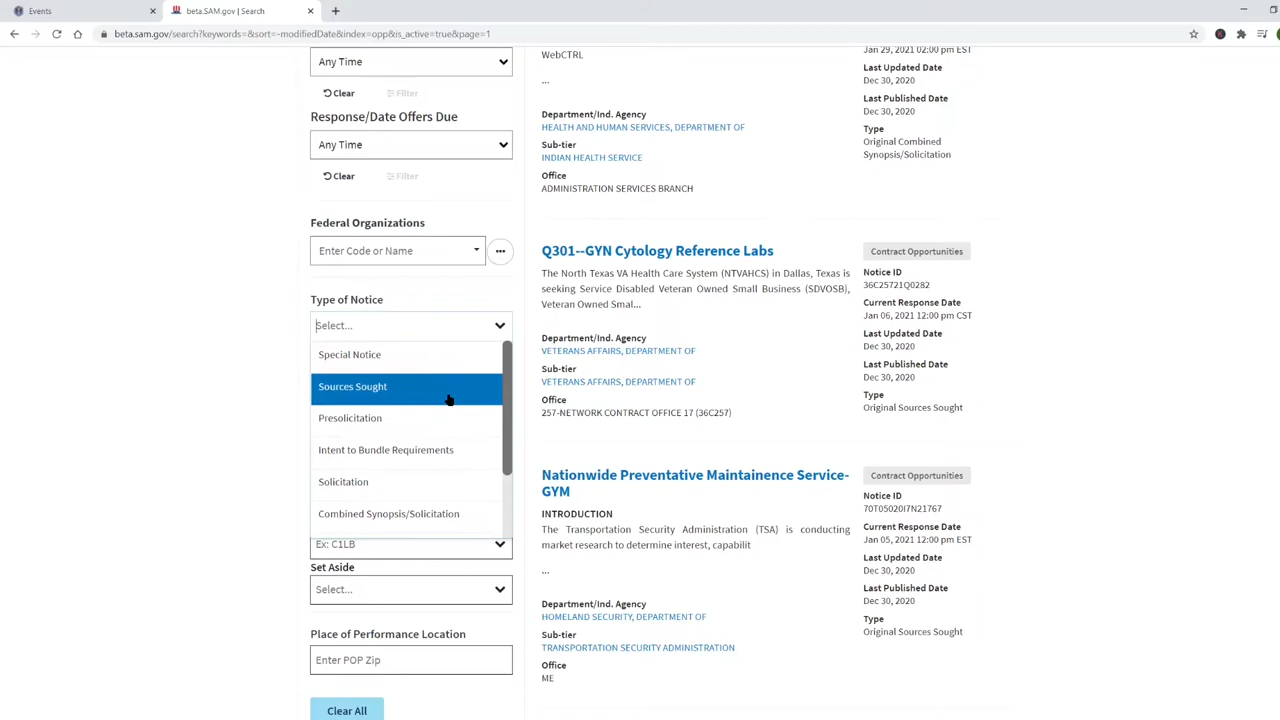 Events
beta.SAM.gov | Search
beta.sam.gov/search?keywords=&sort=-modifiedDate&index=opp&is_active=true&page=1
Any Time
Clear
Filter
Response/Date Offers Due
Any Time
Clear
Filter
Federal Organizations
Enter Code or Name
Type of Notice
Select...
Special Notice
Sources Sought
Presolicitation
Intent to Bundle Requirements
Solicitation
Combined Synopsis/Solicitation
Ex: C1LB
Set Aside
Select...
Place of Performance Location
Enter POP Zip
Clear All
WebCTRL
...
Department/Ind. Agency
HEALTH AND HUMAN SERVICES, DEPARTMENT OF
Sub-tier
INDIAN HEALTH SERVICE
Office
ADMINISTRATION SERVICES BRANCH
Jan 29, 2021 02:00 pm EST
Last Updated Date
Dec 30, 2020
Last Published Date
Dec 30, 2020
Type
Original Combined
Synopsis/Solicitation
Q301--GYN Cytology Reference Labs
The North Texas VA Health Care System (NTVAHCS) in Dallas, Texas is
seeking Service Disabled Veteran Owned Small Business (SDVOSB),
Veteran Owned Smal...
Department/Ind. Agency
VETERANS AFFAIRS, DEPARTMENT OF
Sub-tier
VETERANS AFFAIRS, DEPARTMENT OF
Office
257-NETWORK CONTRACT OFFICE 17 (36C257)
Contract Opportunities
Notice ID
36C25721Q0282
Current Response Date
Jan 06, 2021 12:00 pm CST
Last Updated Date
Dec 30, 2020
Last Published Date
Dec 30, 2020
Type
Original Sources Sought
Nationwide Preventative Maintainence Service-
GYM
INTRODUCTION
The Transportation Security Administration (TSA) is conducting
market research to determine interest, capabilit
...
Department/Ind. Agency
HOMELAND SECURITY, DEPARTMENT OF
Sub-tier
TRANSPORTATION SECURITY ADMINISTRATION
Office
ME
Contract Opportunities
Notice ID
70T05020I7N21767
Current Response Date
Jan 05, 2021 12:00 pm EST
Last Updated Date
Dec 30, 2020
Last Published Date
Dec 30, 2020
Type
Original Sources Sought